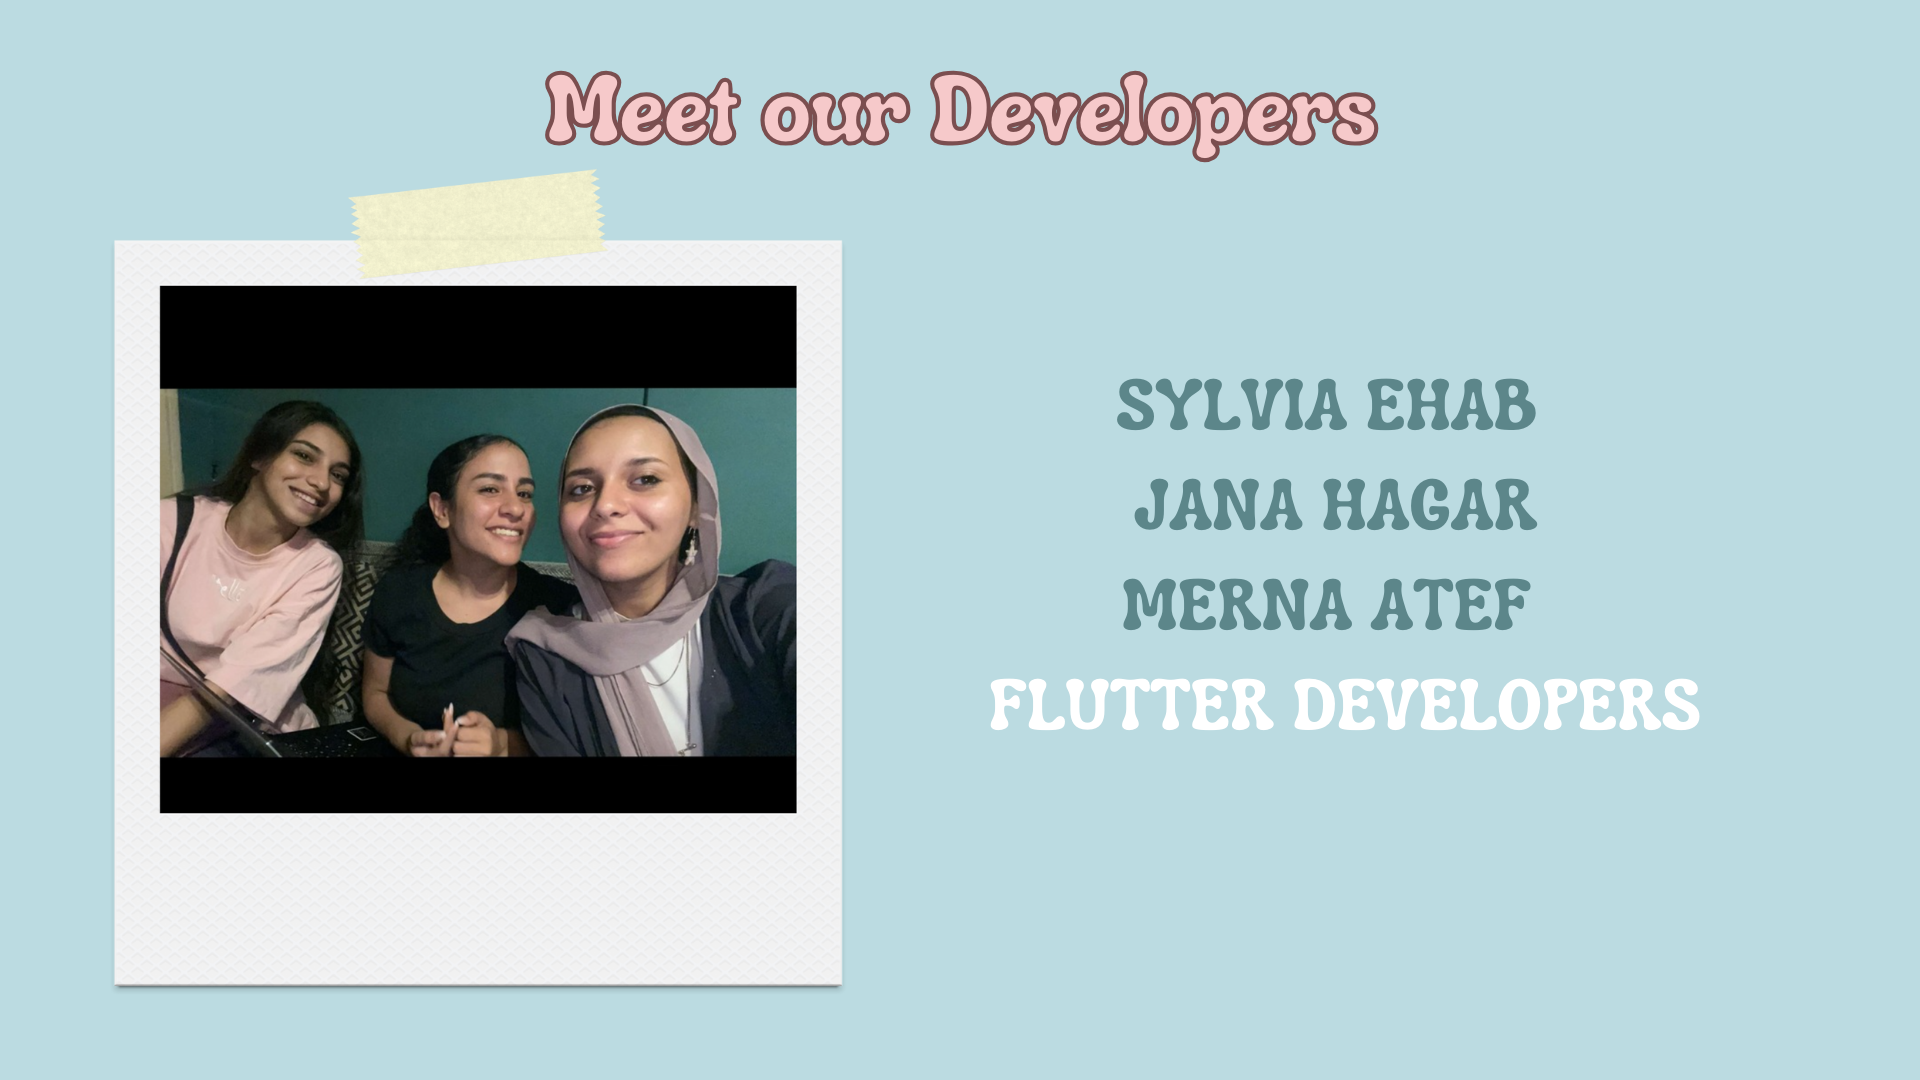 Meet our Developers
SYLVIA EHAB
JANA HAGAR
MERNA ATEF
FLUTTER DEVELOPERS